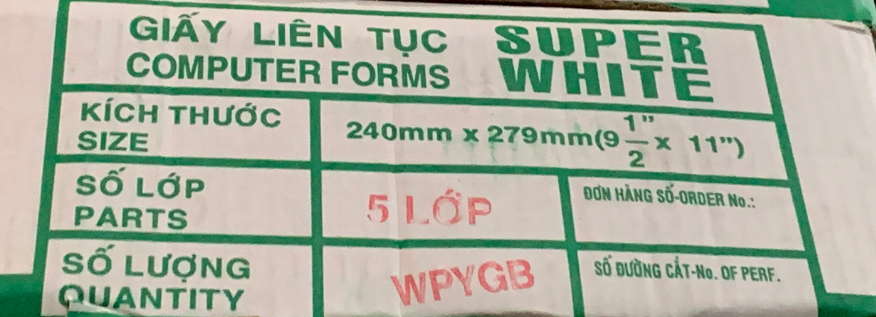 GIẤY LIÊN TỤC
COMPUTER FORMS
SUPER
WHITE
KÍCH THƯỚC
SIZE
240mm x 279mm(9 1"/2 x 11")
SỐ LỚP
PARTS
5 LỚP
ĐƠN HÀNG SỐ-ORDER No.:
SỐ LƯỢNG
QUANTITY
WPYGB
SỐ ĐƯỜNG CẮT-No. OF PERF.